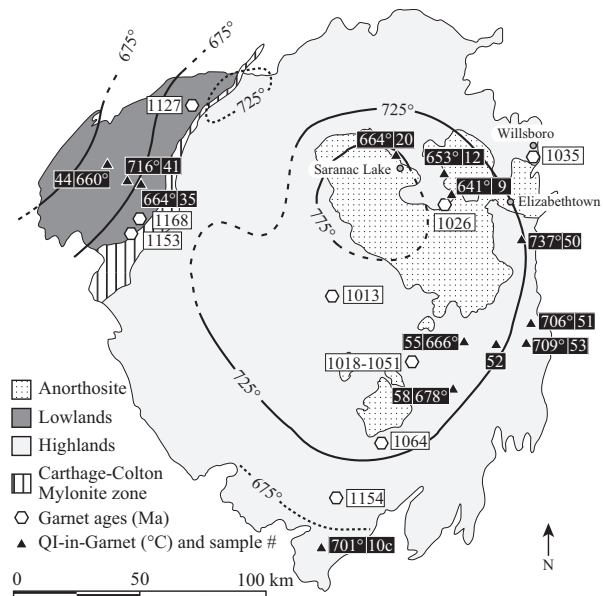 675°
675°
725°
1127
725°
Willsboro
664° 20
653° 12
1035
Saranac Lake
44 660°
716° 41
641° 9
664° 35
Elizabethtown
1168
775°
1026
1153
737° 50
1013
706° 51
55 666°
709° 53
1018-1051
52
725°
58 678°
1064
675°
1154
701° 10c
Anorthosite
Lowlands
Highlands
Carthage-Colton
Mylonite zone
Garnet ages (Ma)
QI-in-Garnet (°C) and sample #
N
0 50 100 km